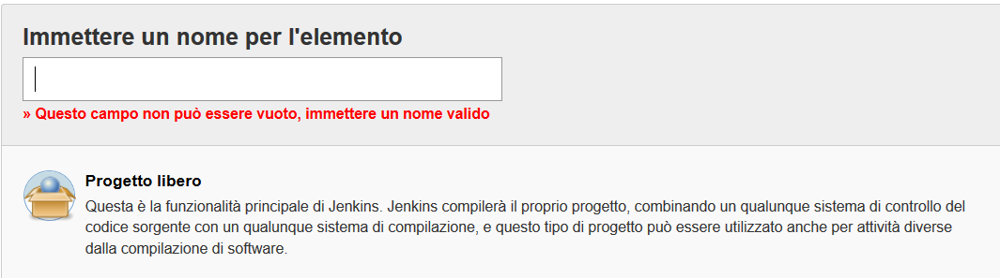 Immettere un nome per l'elemento
» Questo campo non può essere vuoto, immettere un nome valido
Progetto libero
Questa è la funzionalità principale di Jenkins. Jenkins compilerà il proprio progetto, combinando un qualunque sistema di controllo del
codice sorgente con un qualunque sistema di compilazione, e questo tipo di progetto può essere utilizzato anche per attività diverse
dalla compilazione di software.